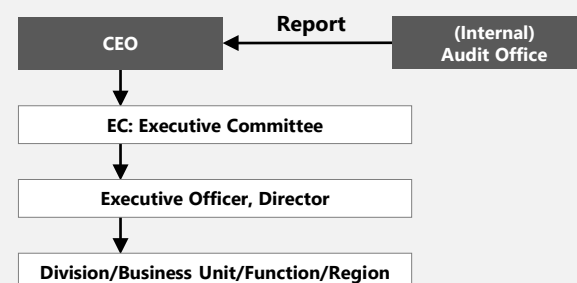 Report
CEO
(Internal)
Audit Office
EC: Executive Committee
Executive Officer, Director
Division/Business Unit/Function/Region